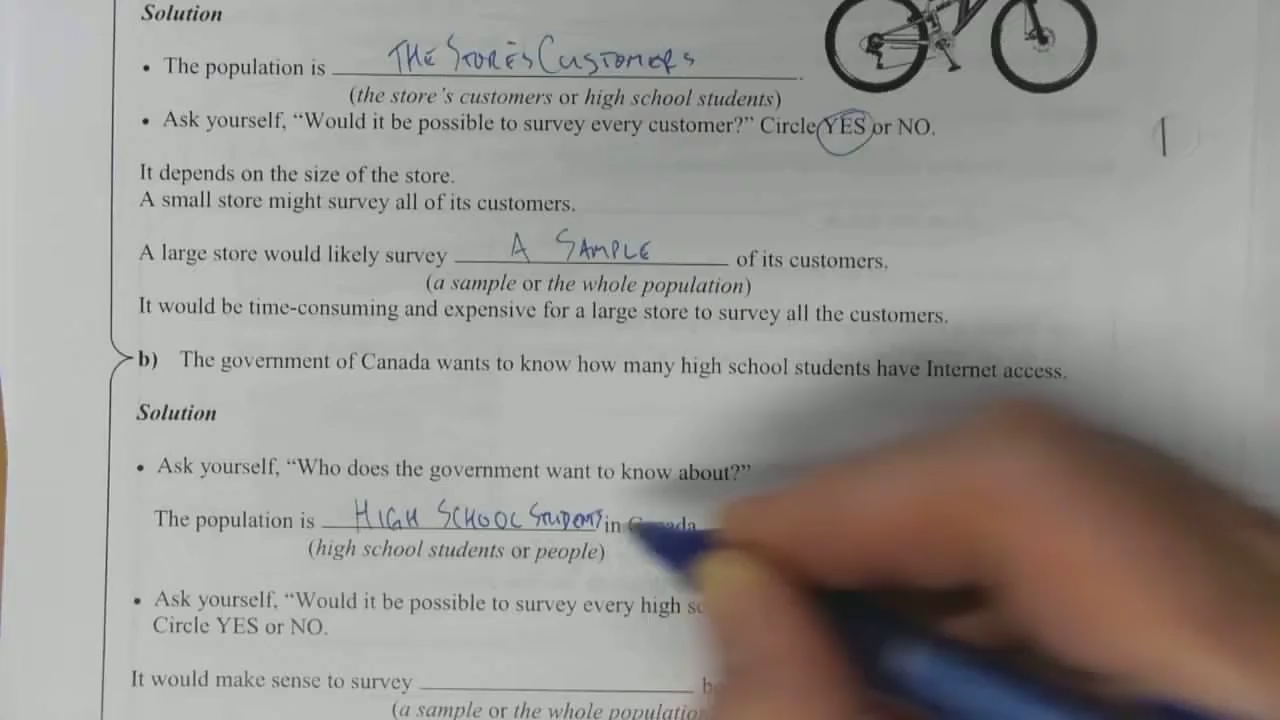 Solution
• The population is THE STORE'S CUSTOMERS.
(the store's customers or high school students)
• Ask yourself, “Would it be possible to survey every customer?” Circle YES or NO.
It depends on the size of the store.
A small store might survey all of its customers.
A large store would likely survey A SAMPLE of its customers.
(a sample or the whole population)
It would be time-consuming and expensive for a large store to survey all the customers.
b) The government of Canada wants to know how many high school students have Internet access.
Solution
• Ask yourself, “Who does the government want to know about?”
The population is HIGH SCHOOL STUDENTS in Canada
(high school students or people)
• Ask yourself, “Would it be possible to survey every high
Circle YES or NO.
It would make sense to survey
(a sample or the whole population